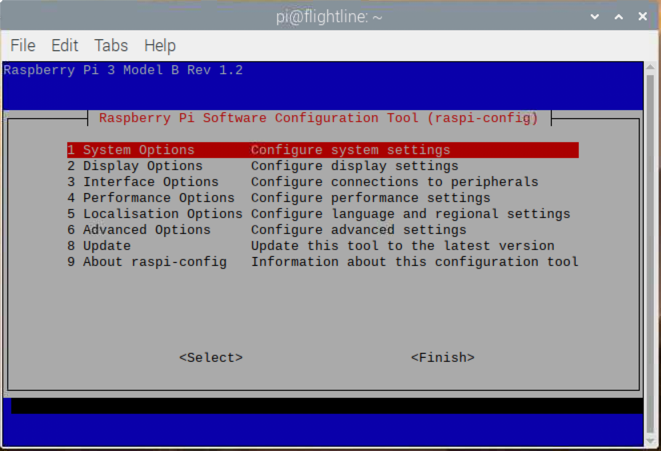 pi@flightline: ~
File Edit Tabs Help
Raspberry Pi 3 Model B Rev 1.2
Raspberry Pi Software Configuration Tool (raspi-config)
1 System Options Configure system settings
2 Display Options Configure display settings
3 Interface Options Configure connections to peripherals
4 Performance Options Configure performance settings
5 Localisation Options Configure language and regional settings
6 Advanced Options Configure advanced settings
8 Update Update this tool to the latest version
9 About raspi-config Information about this configuration tool
<Select> <Finish>